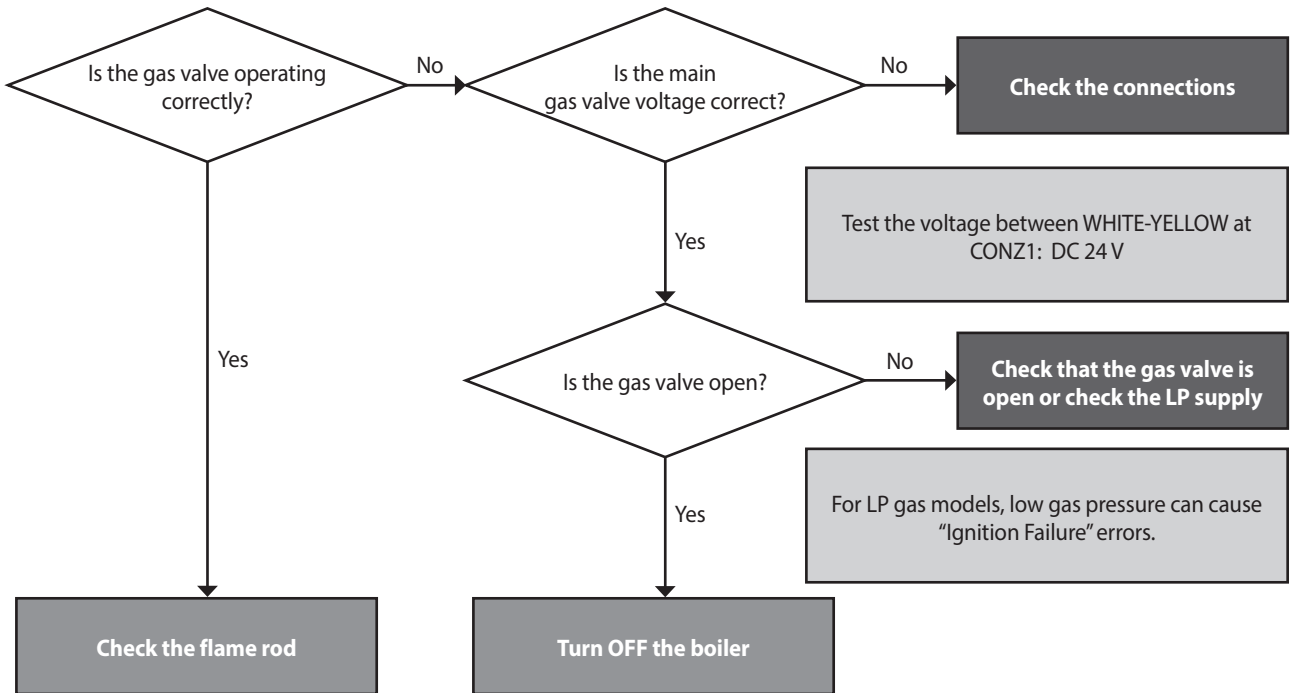 Is the gas valve operating
correctly?
No
Is the main
gas valve voltage correct?
No
Check the connections
Test the voltage between WHITE-YELLOW at
CONZ1: DC 24 V
Yes
Yes
Is the gas valve open?
No
Check that the gas valve is
open or check the LP supply
For LP gas models, low gas pressure can cause
“Ignition Failure” errors.
Yes
Check the flame rod
Turn OFF the boiler